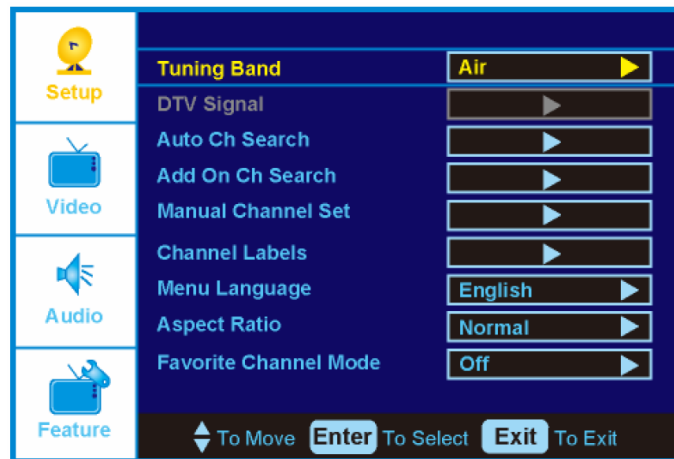 Setup
Video
Audio
Feature
Tuning Band Air
DTV Signal
Auto Ch Search
Add On Ch Search
Manual Channel Set
Channel Labels
Menu Language English
Aspect Ratio Normal
Favorite Channel Mode Off
To Move Enter To Select Exit To Exit